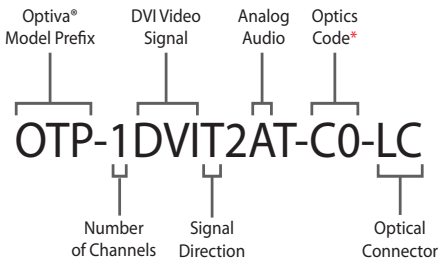 Optiva® Model Prefix
DVI Video Signal
Analog Audio
Optics Code*
OTP-1DVIT2AT-C0-LC
Number of Channels
Signal Direction
Optical Connector